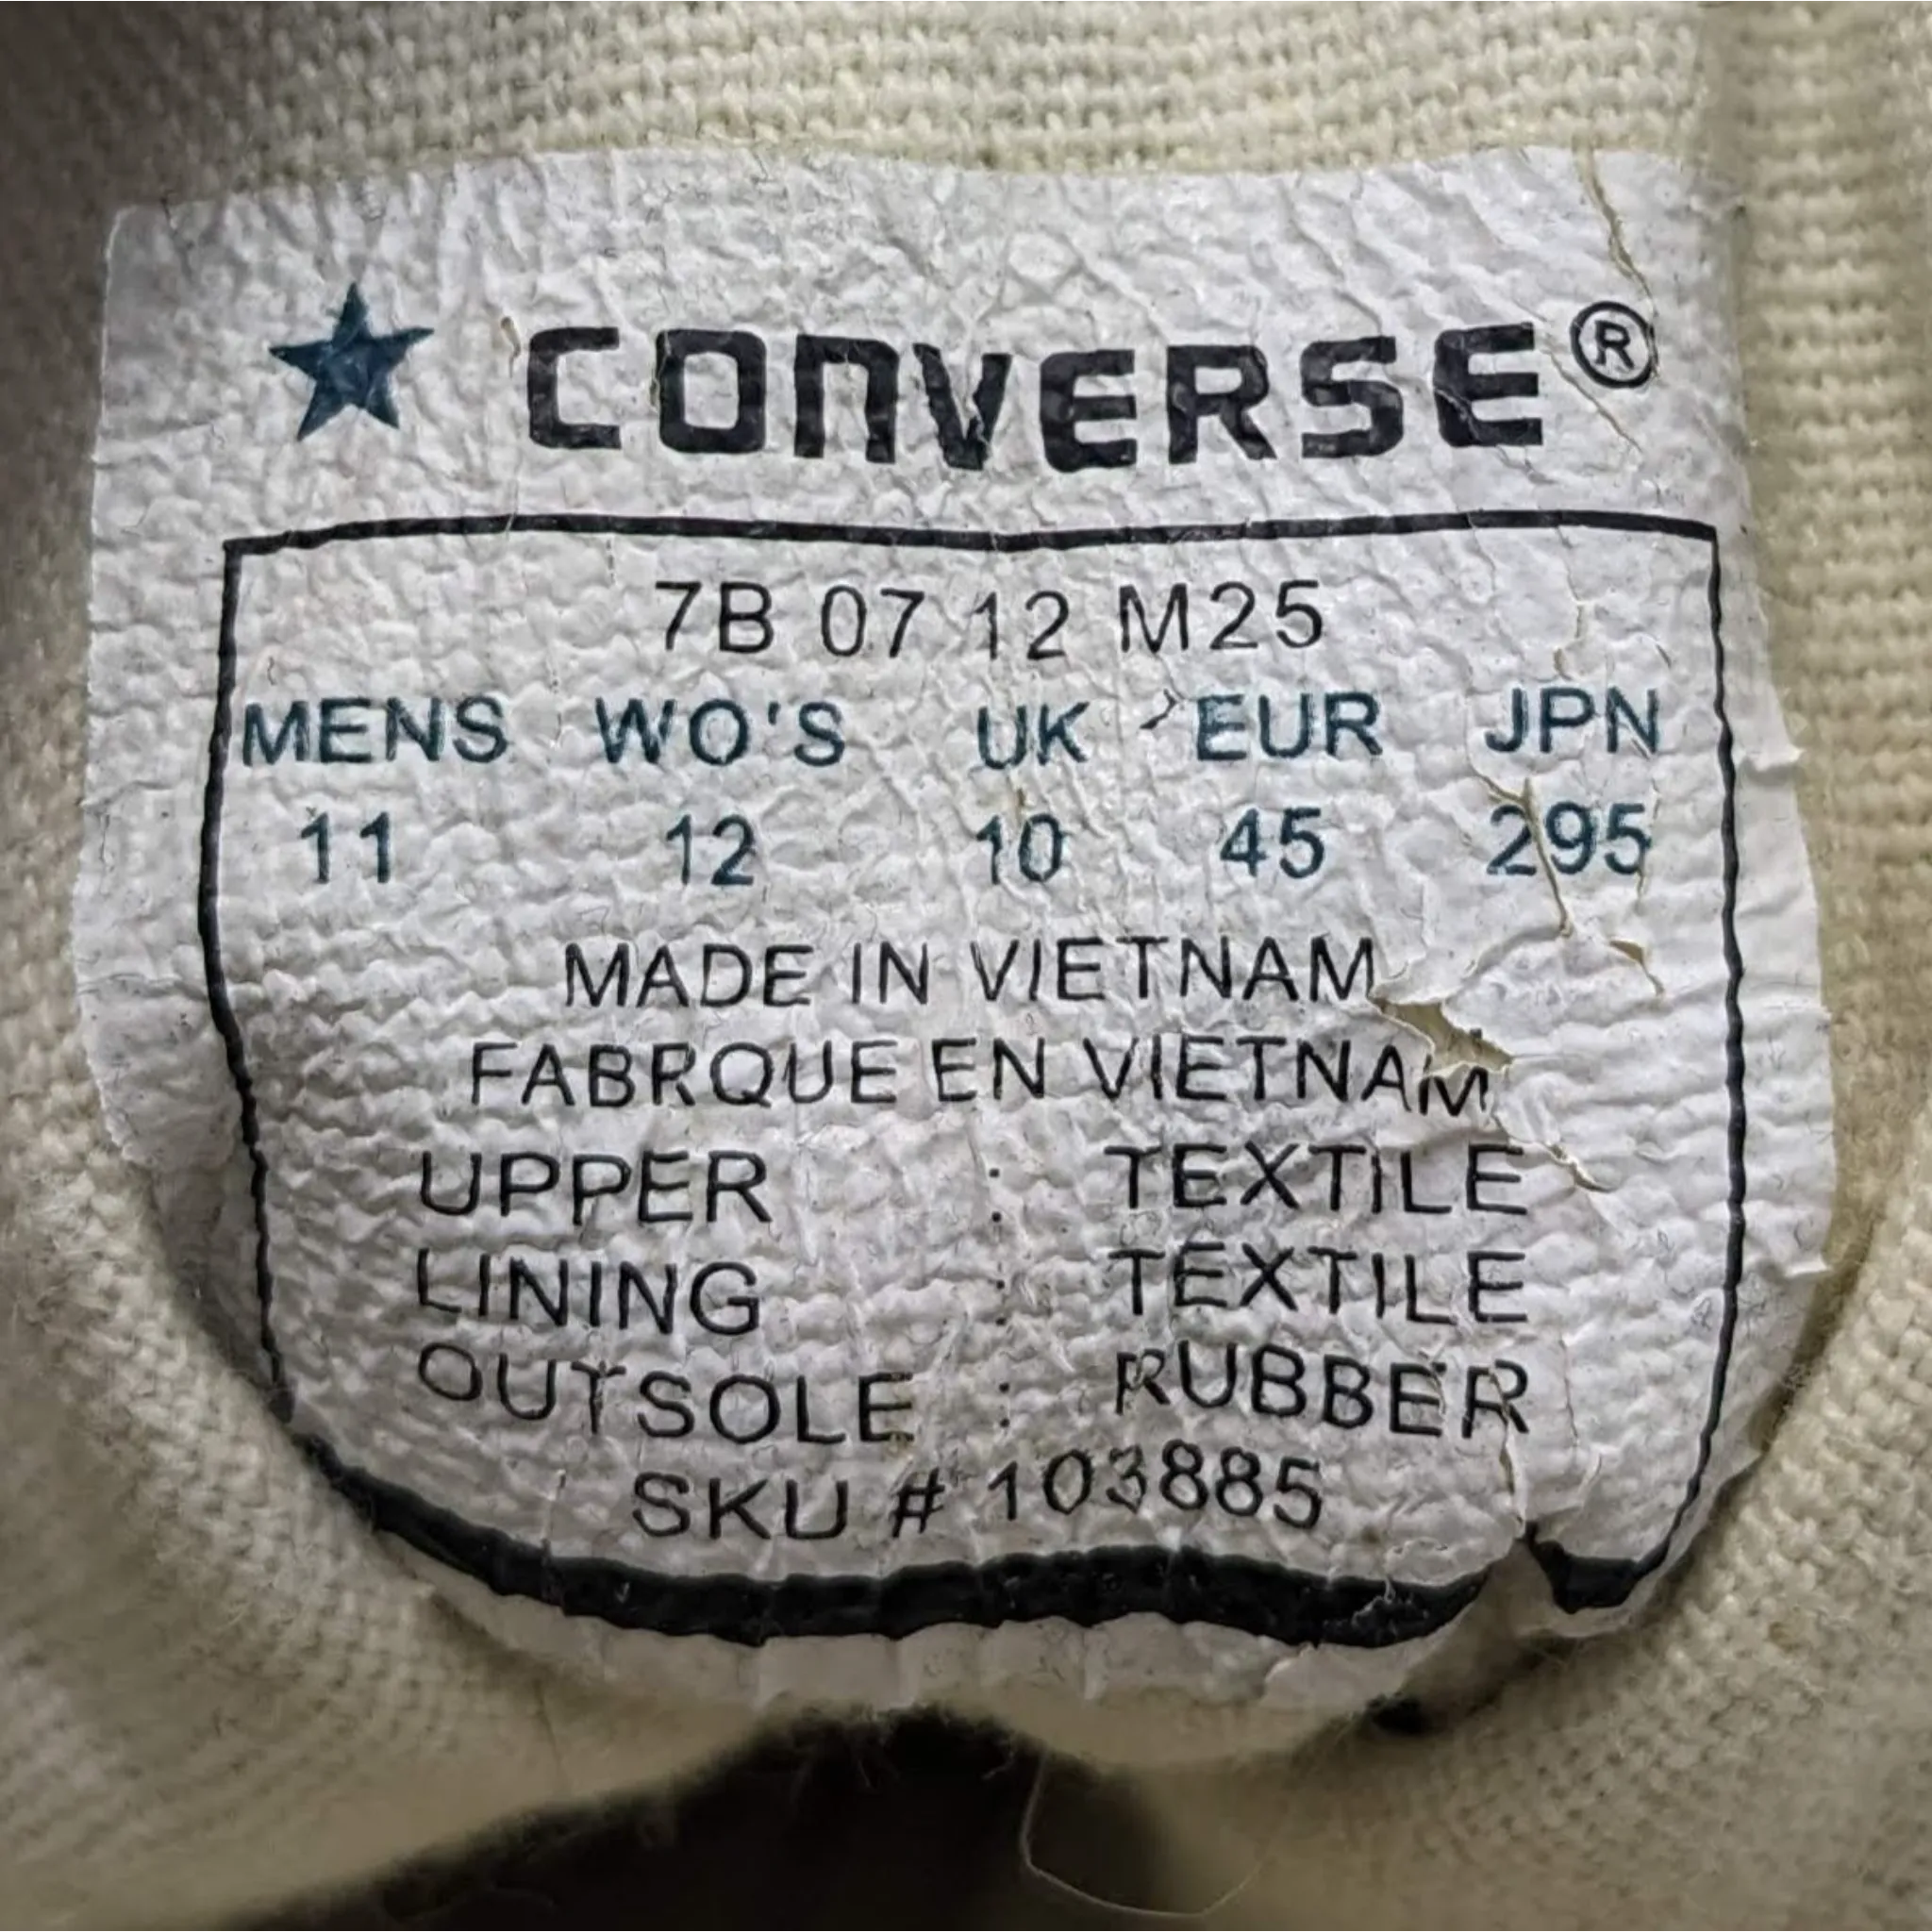 CONVERSE®
7B 07 12 M25
MENS WO'S UK EUR JPN
11 12 10 45 295
MADE IN VIETNAM
FABRQUE EN VIETNAM
UPPER : TEXTILE
LINING : TEXTILE
OUTSOLE : RUBBER
SKU # 103885